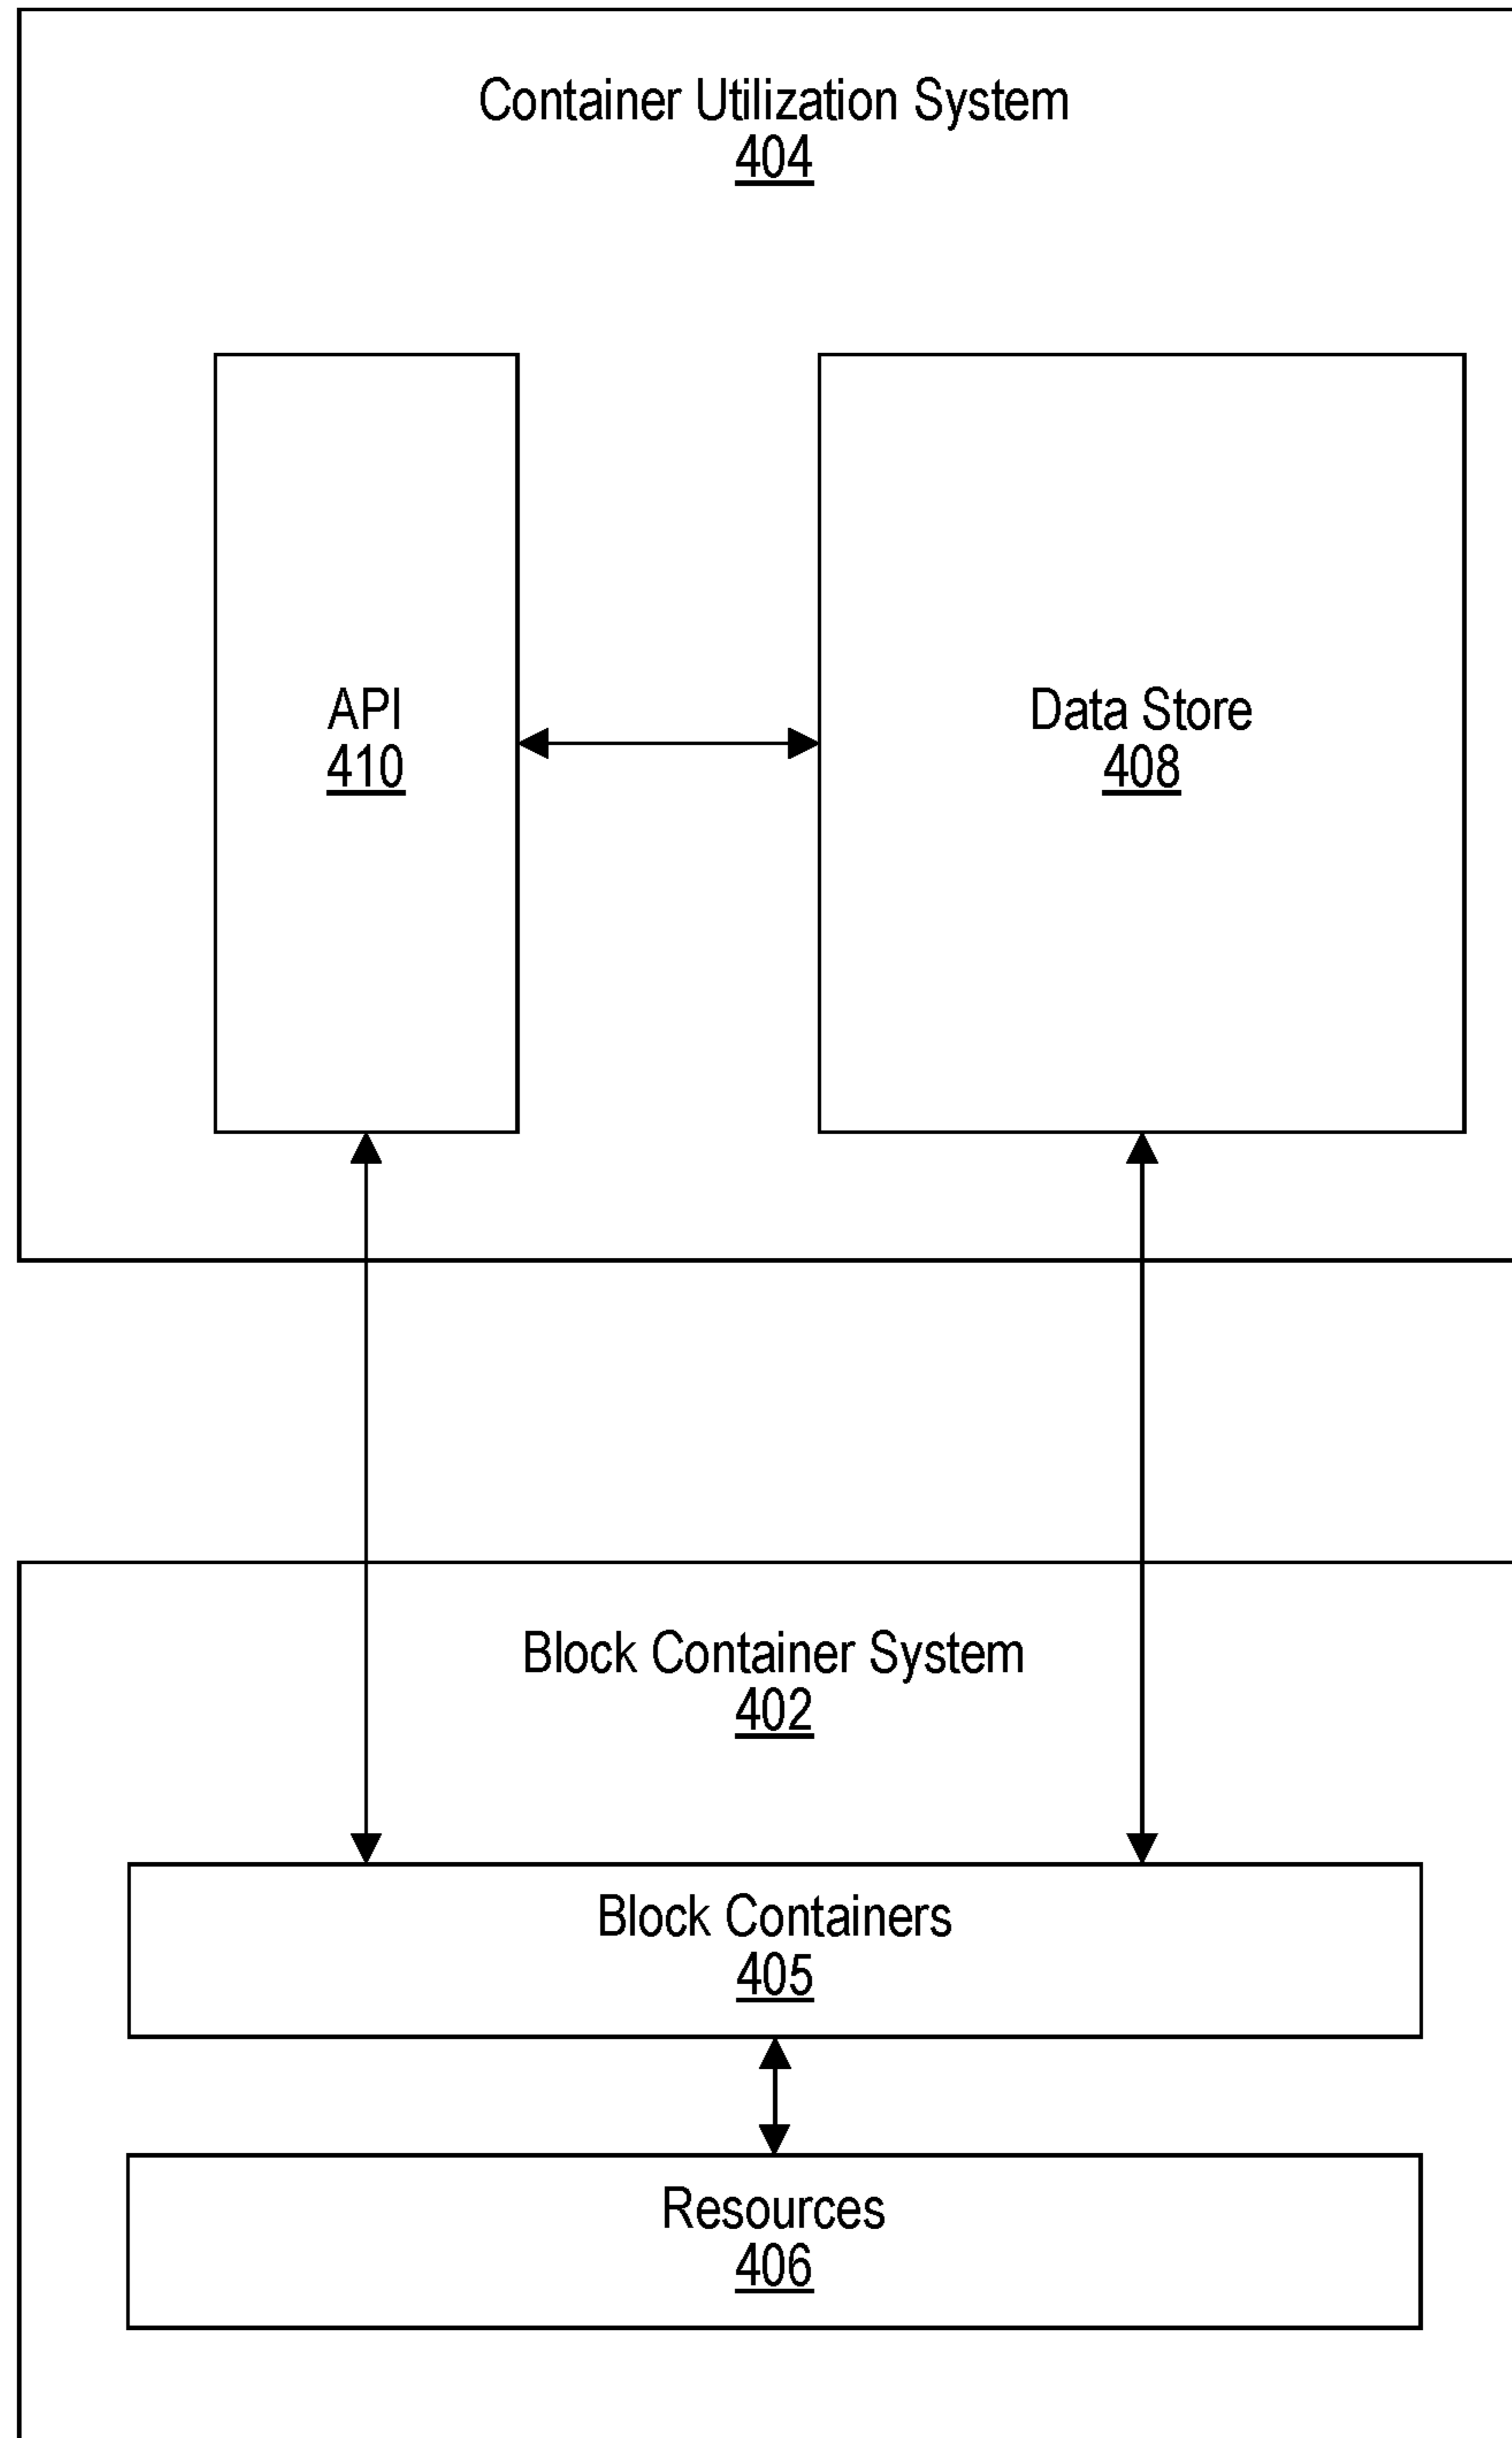 Container Utilization System
404
API
410
Data Store
408
Block Container System
402
Block Containers
405
Resources
406